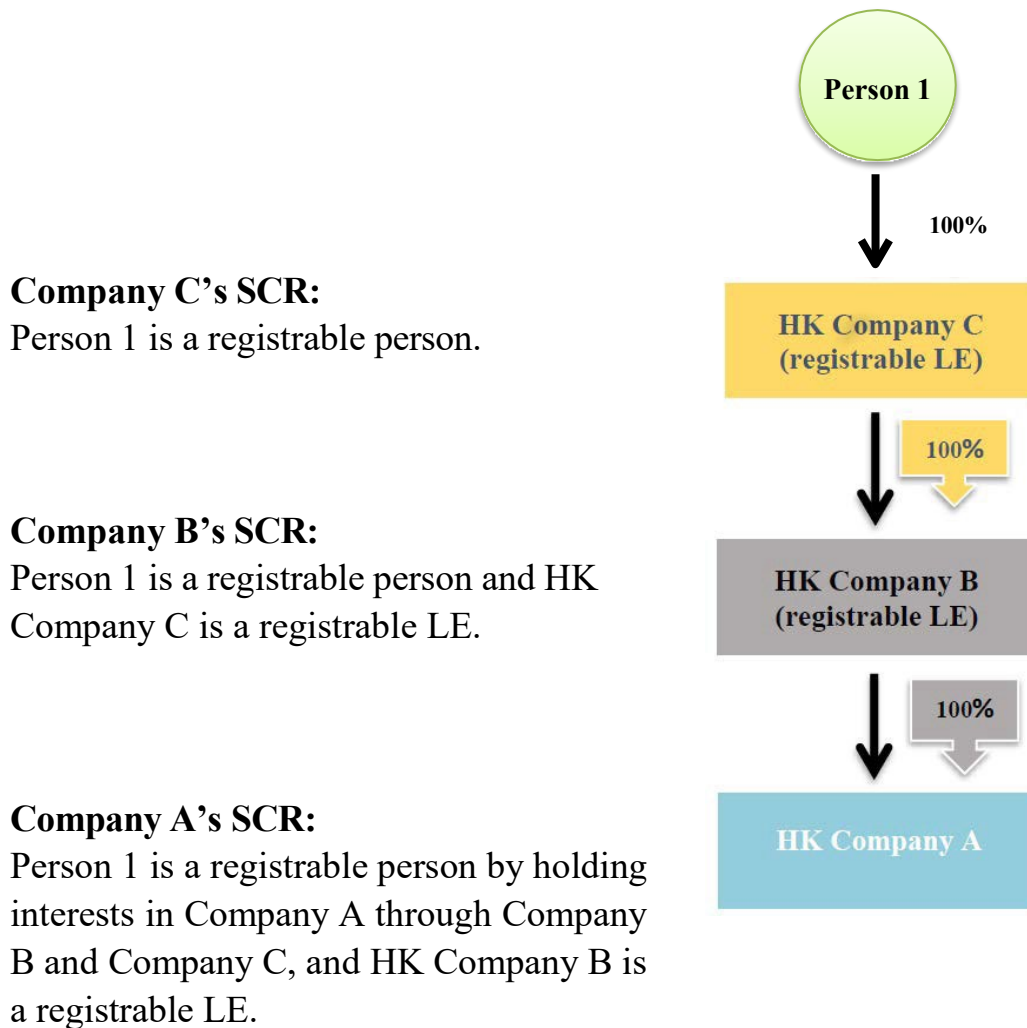 Person 1
100%
Company C’s SCR:
Person 1 is a registrable person.
HK Company C
(registrable LE)
100%
Company B’s SCR:
Person 1 is a registrable person and HK
Company C is a registrable LE.
HK Company B
(registrable LE)
100%
Company A’s SCR:
Person 1 is a registrable person by holding
interests in Company A through Company
B and Company C, and HK Company B is
a registrable LE.
HK Company A